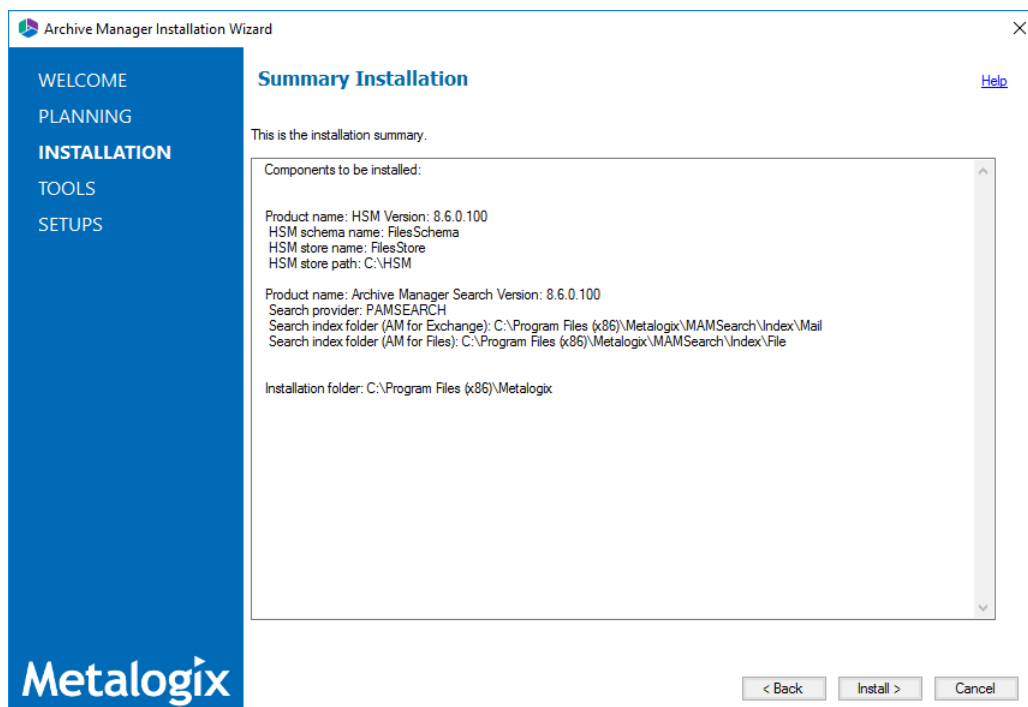 Archive Manager Installation Wizard
WELCOME
PLANNING
INSTALLATION
TOOLS
SETUPS
Summary Installation
Help
This is the installation summary.
Components to be installed:
Product name: HSM Version: 8.6.0.100
HSM schema name: FilesSchema
HSM store name: FilesStore
HSM store path: C:\HSM
Product name: Archive Manager Search Version: 8.6.0.100
Search provider: PAMSEARCH
Search index folder (AM for Exchange): C:\Program Files (x86)\Metalogix\MAMSearch\Index\Mail
Search index folder (AM for Files): C:\Program Files (x86)\Metalogix\MAMSearch\Index\File
Installation folder: C:\Program Files (x86)\Metalogix
Metalogix
< Back
Install >
Cancel